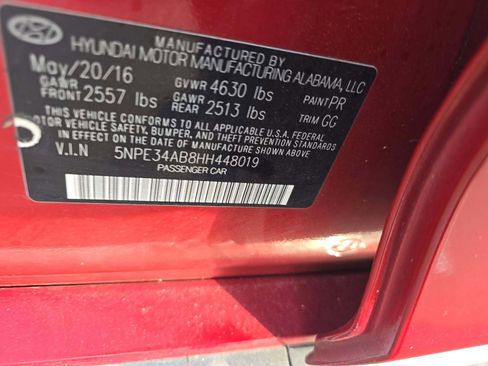 MANUFACTURED BY
HYUNDAI MOTOR MANUFACTURING ALABAMA, LLC
May/20/16 GVWR 4630 lbs PAINT PR
GAWR FRONT 2557 lbs GAWR REAR 2513 lbs TRIM GC
THIS VEHICLE CONFORMS TO ALL APPLICABLE U.S.A. FEDERAL
MOTOR VEHICLE SAFETY, BUMPER, AND THEFT PREVENTION STANDARDS
IN EFFECT ON THE DATE OF MANUFACTURE SHOWN ABOVE.
V.I.N 5NPE34AB8HH448019
PASSENGER CAR